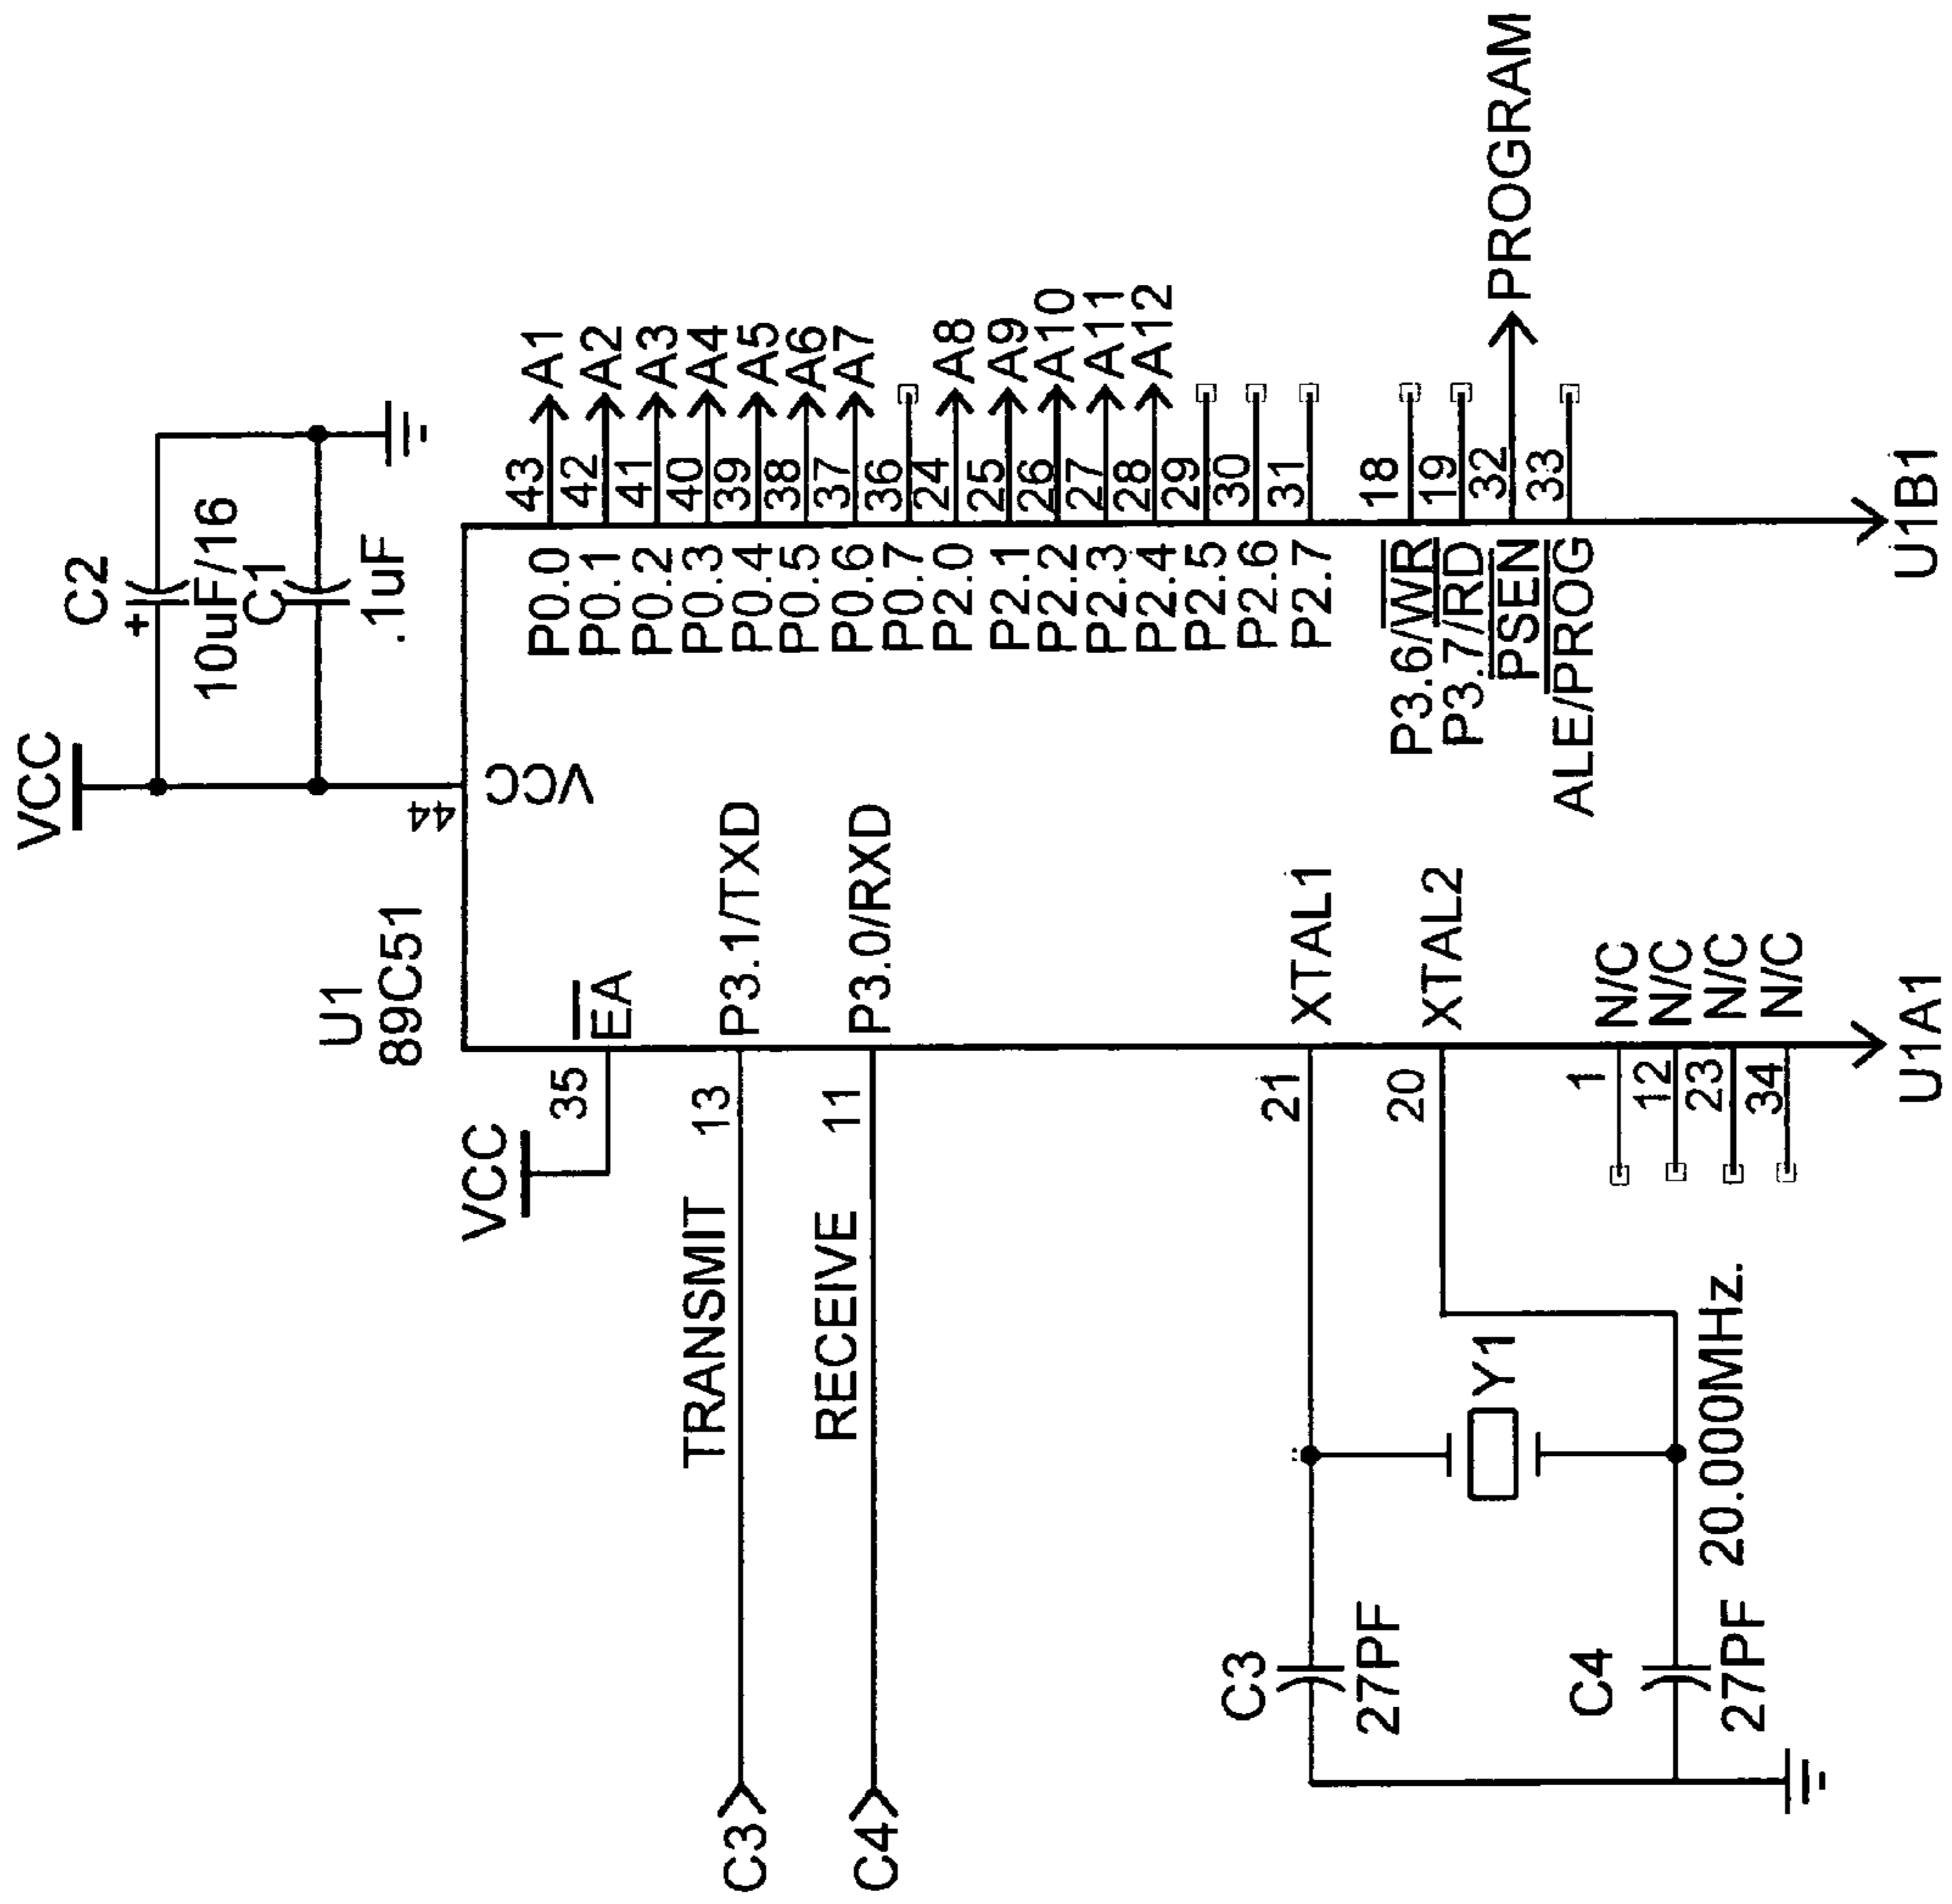 VCC
C2
+
10uF/16
C1
.1uF
U1
89C51
44
VCC
VCC
35
EA
TRANSMIT
13
P3.1/TXD
RECEIVE
11
P3.0/RXD
C3
C4
P0.0 43 A1
P0.1 42 A2
P0.2 41 A3
P0.3 40 A4
P0.4 39 A5
P0.5 38 A6
P0.6 37 A7
P0.7 36
P2.0 24 A8
P2.1 25 A9
P2.2 26 A10
P2.3 27 A11
P2.4 28 A12
P2.5 29
P2.6 30
P2.7 31
P3.6/WR 18
P3.7/RD 19
PSEN 32 PROGRAM
ALE/PROG 33
21 XTAL1
20 XTAL2
C3
27PF
Y1
C4
27PF
20.000MHz.
1 N/C
12 N/C
23 N/C
34 N/C
U1A1
U1B1